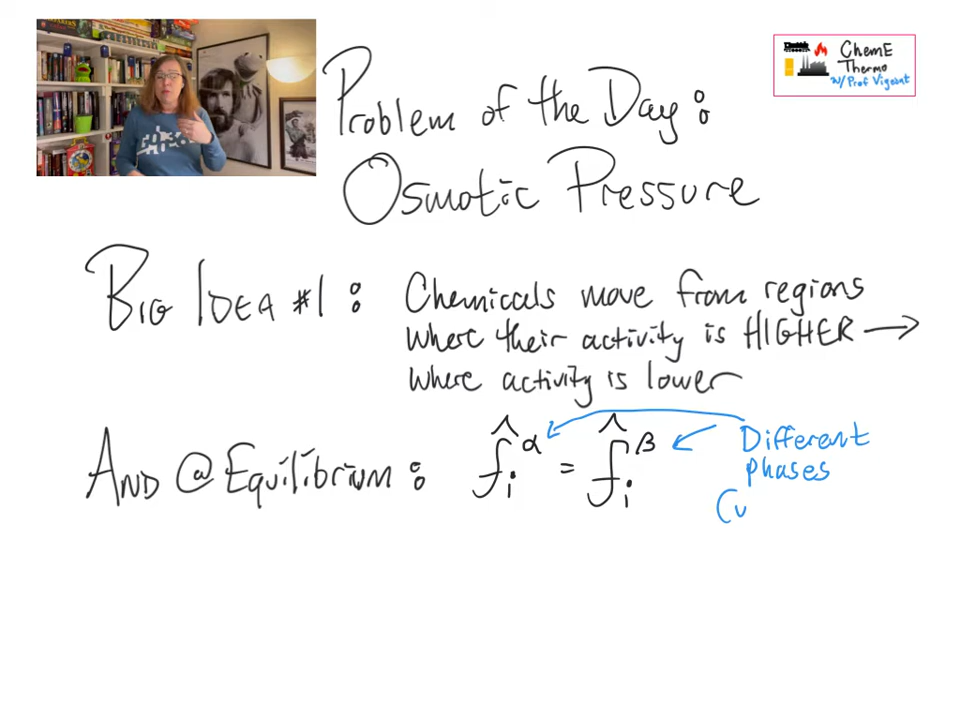 Problem of the Day:
Osmotic Pressure
ChemE
Thermo
w/ Prof Vigeant
BIG IDEA #1: Chemicals move from regions
where their activity is HIGHER →
where activity is lower
AND @ Equilibrium: f̂ᵢ^α = f̂ᵢ^β
Different
phases
(v